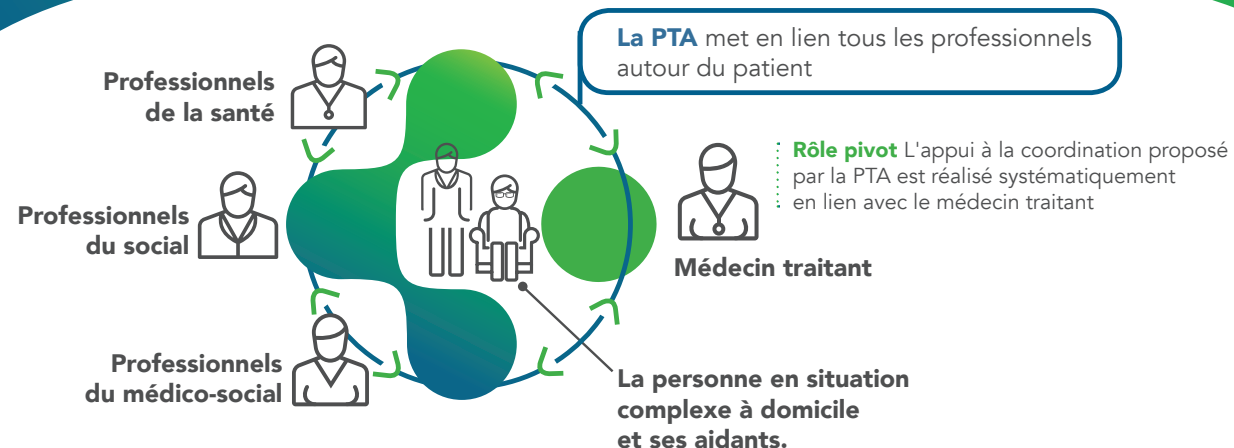 La PTA met en lien tous les professionnels
autour du patient
Professionnels
de la santé
Rôle pivot L'appui à la coordination proposé
par la PTA est réalisé systématiquement
en lien avec le médecin traitant
Professionnels
du social
Médecin traitant
Professionnels
du médico-social
La personne en situation
complexe à domicile
et ses aidants.